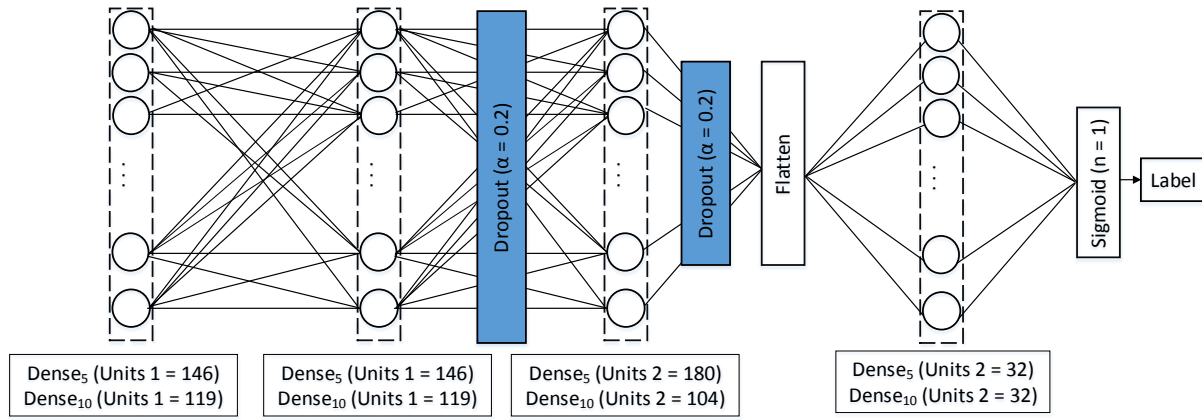 Dropout (α = 0.2)
Dropout (α = 0.2)
Flatten
Sigmoid (n = 1)
Label
Dense₅ (Units 1 = 146)
Dense₁₀ (Units 1 = 119)
Dense₅ (Units 1 = 146)
Dense₁₀ (Units 1 = 119)
Dense₅ (Units 2 = 180)
Dense₁₀ (Units 2 = 104)
Dense₅ (Units 2 = 32)
Dense₁₀ (Units 2 = 32)